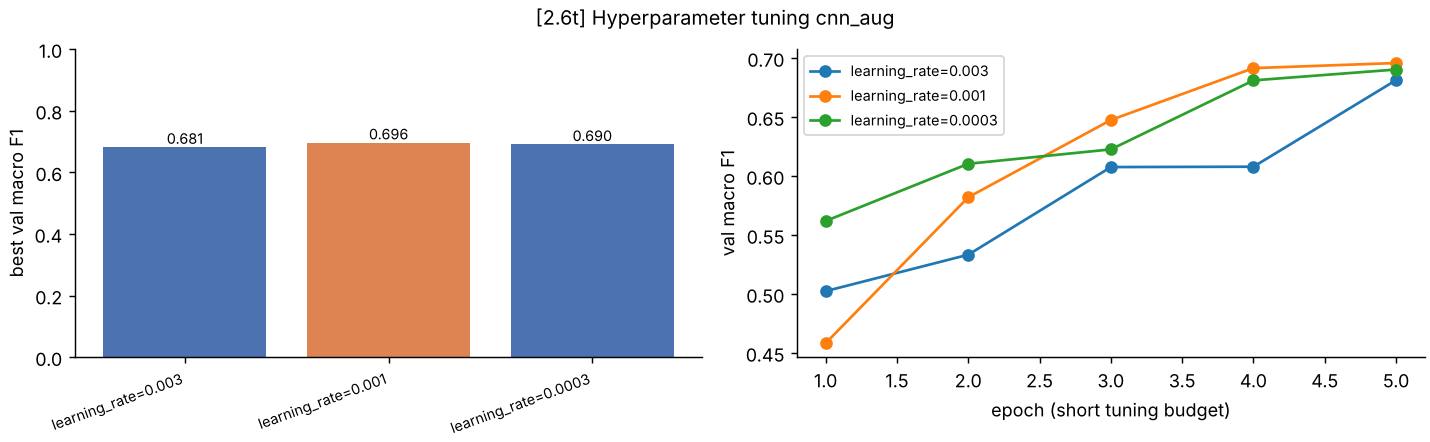 [2.6t] Hyperparameter tuning cnn_aug
best val macro F1
1.0
0.8
0.6
0.4
0.2
0.0
0.681
0.696
0.690
learning_rate=0.003
learning_rate=0.001
learning_rate=0.0003
val macro F1
0.70
0.65
0.60
0.55
0.50
0.45
learning_rate=0.003
learning_rate=0.001
learning_rate=0.0003
1.0 1.5 2.0 2.5 3.0 3.5 4.0 4.5 5.0
epoch (short tuning budget)